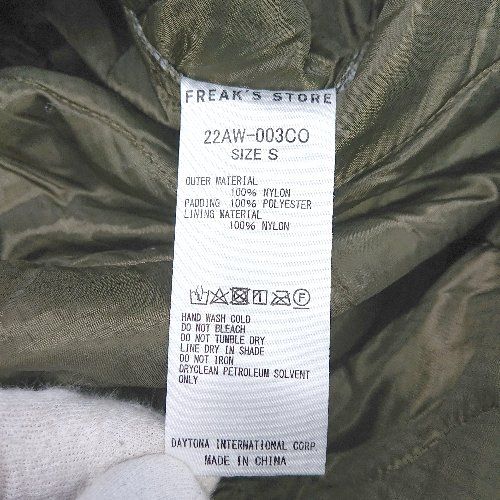 FREAK'S STORE
22AW-003CO
SIZE S
OUTER MATERIAL
100% NYLON
PADDING 100% POLYESTER
LINING MATERIAL
100% NYLON
HAND WASH COLD
DO NOT BLEACH
DO NOT TUMBLE DRY
LINE DRY IN SHADE
DO NOT IRON
DRYCLEAN PETROLEUM SOLVENT
ONLY
DAYTONA INTERNATIONAL CORP.
MADE IN CHINA